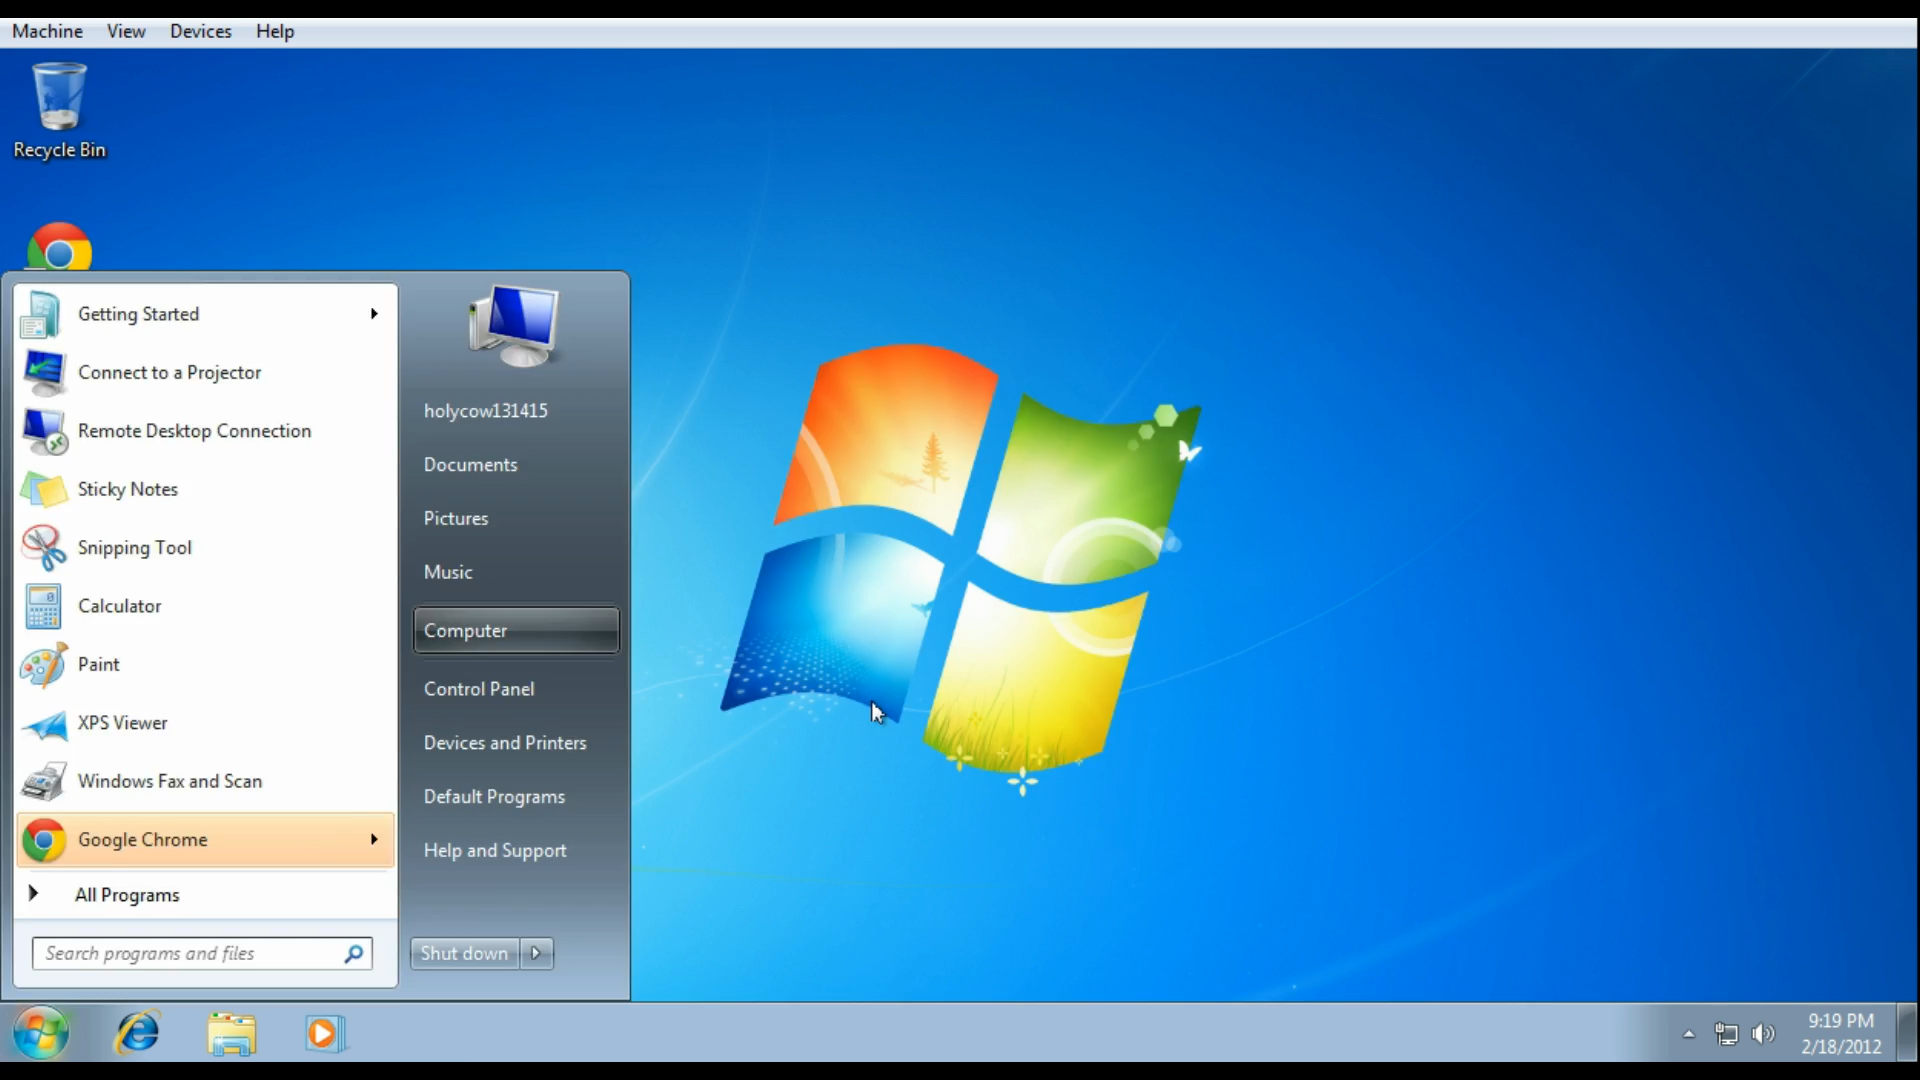 Machine View Devices Help
Recycle Bin
Getting Started
Connect to a Projector
Remote Desktop Connection
Sticky Notes
Snipping Tool
Calculator
Paint
XPS Viewer
Windows Fax and Scan
Google Chrome
All Programs
Search programs and files
holycow131415
Documents
Pictures
Music
Computer
Control Panel
Devices and Printers
Default Programs
Help and Support
Shut down
9:19 PM
2/18/2012